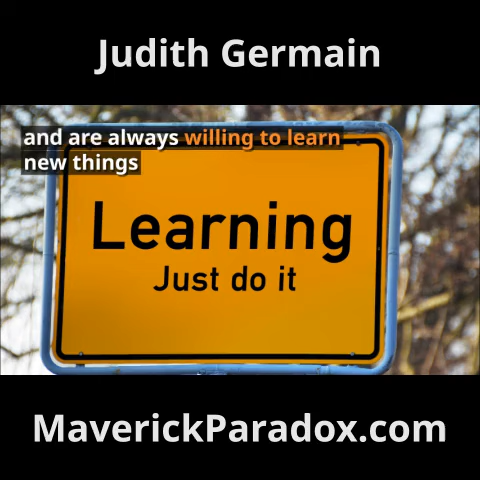 Judith Germain
and are always willing to learn
new things
Learning
Just do it
MaverickParadox.com